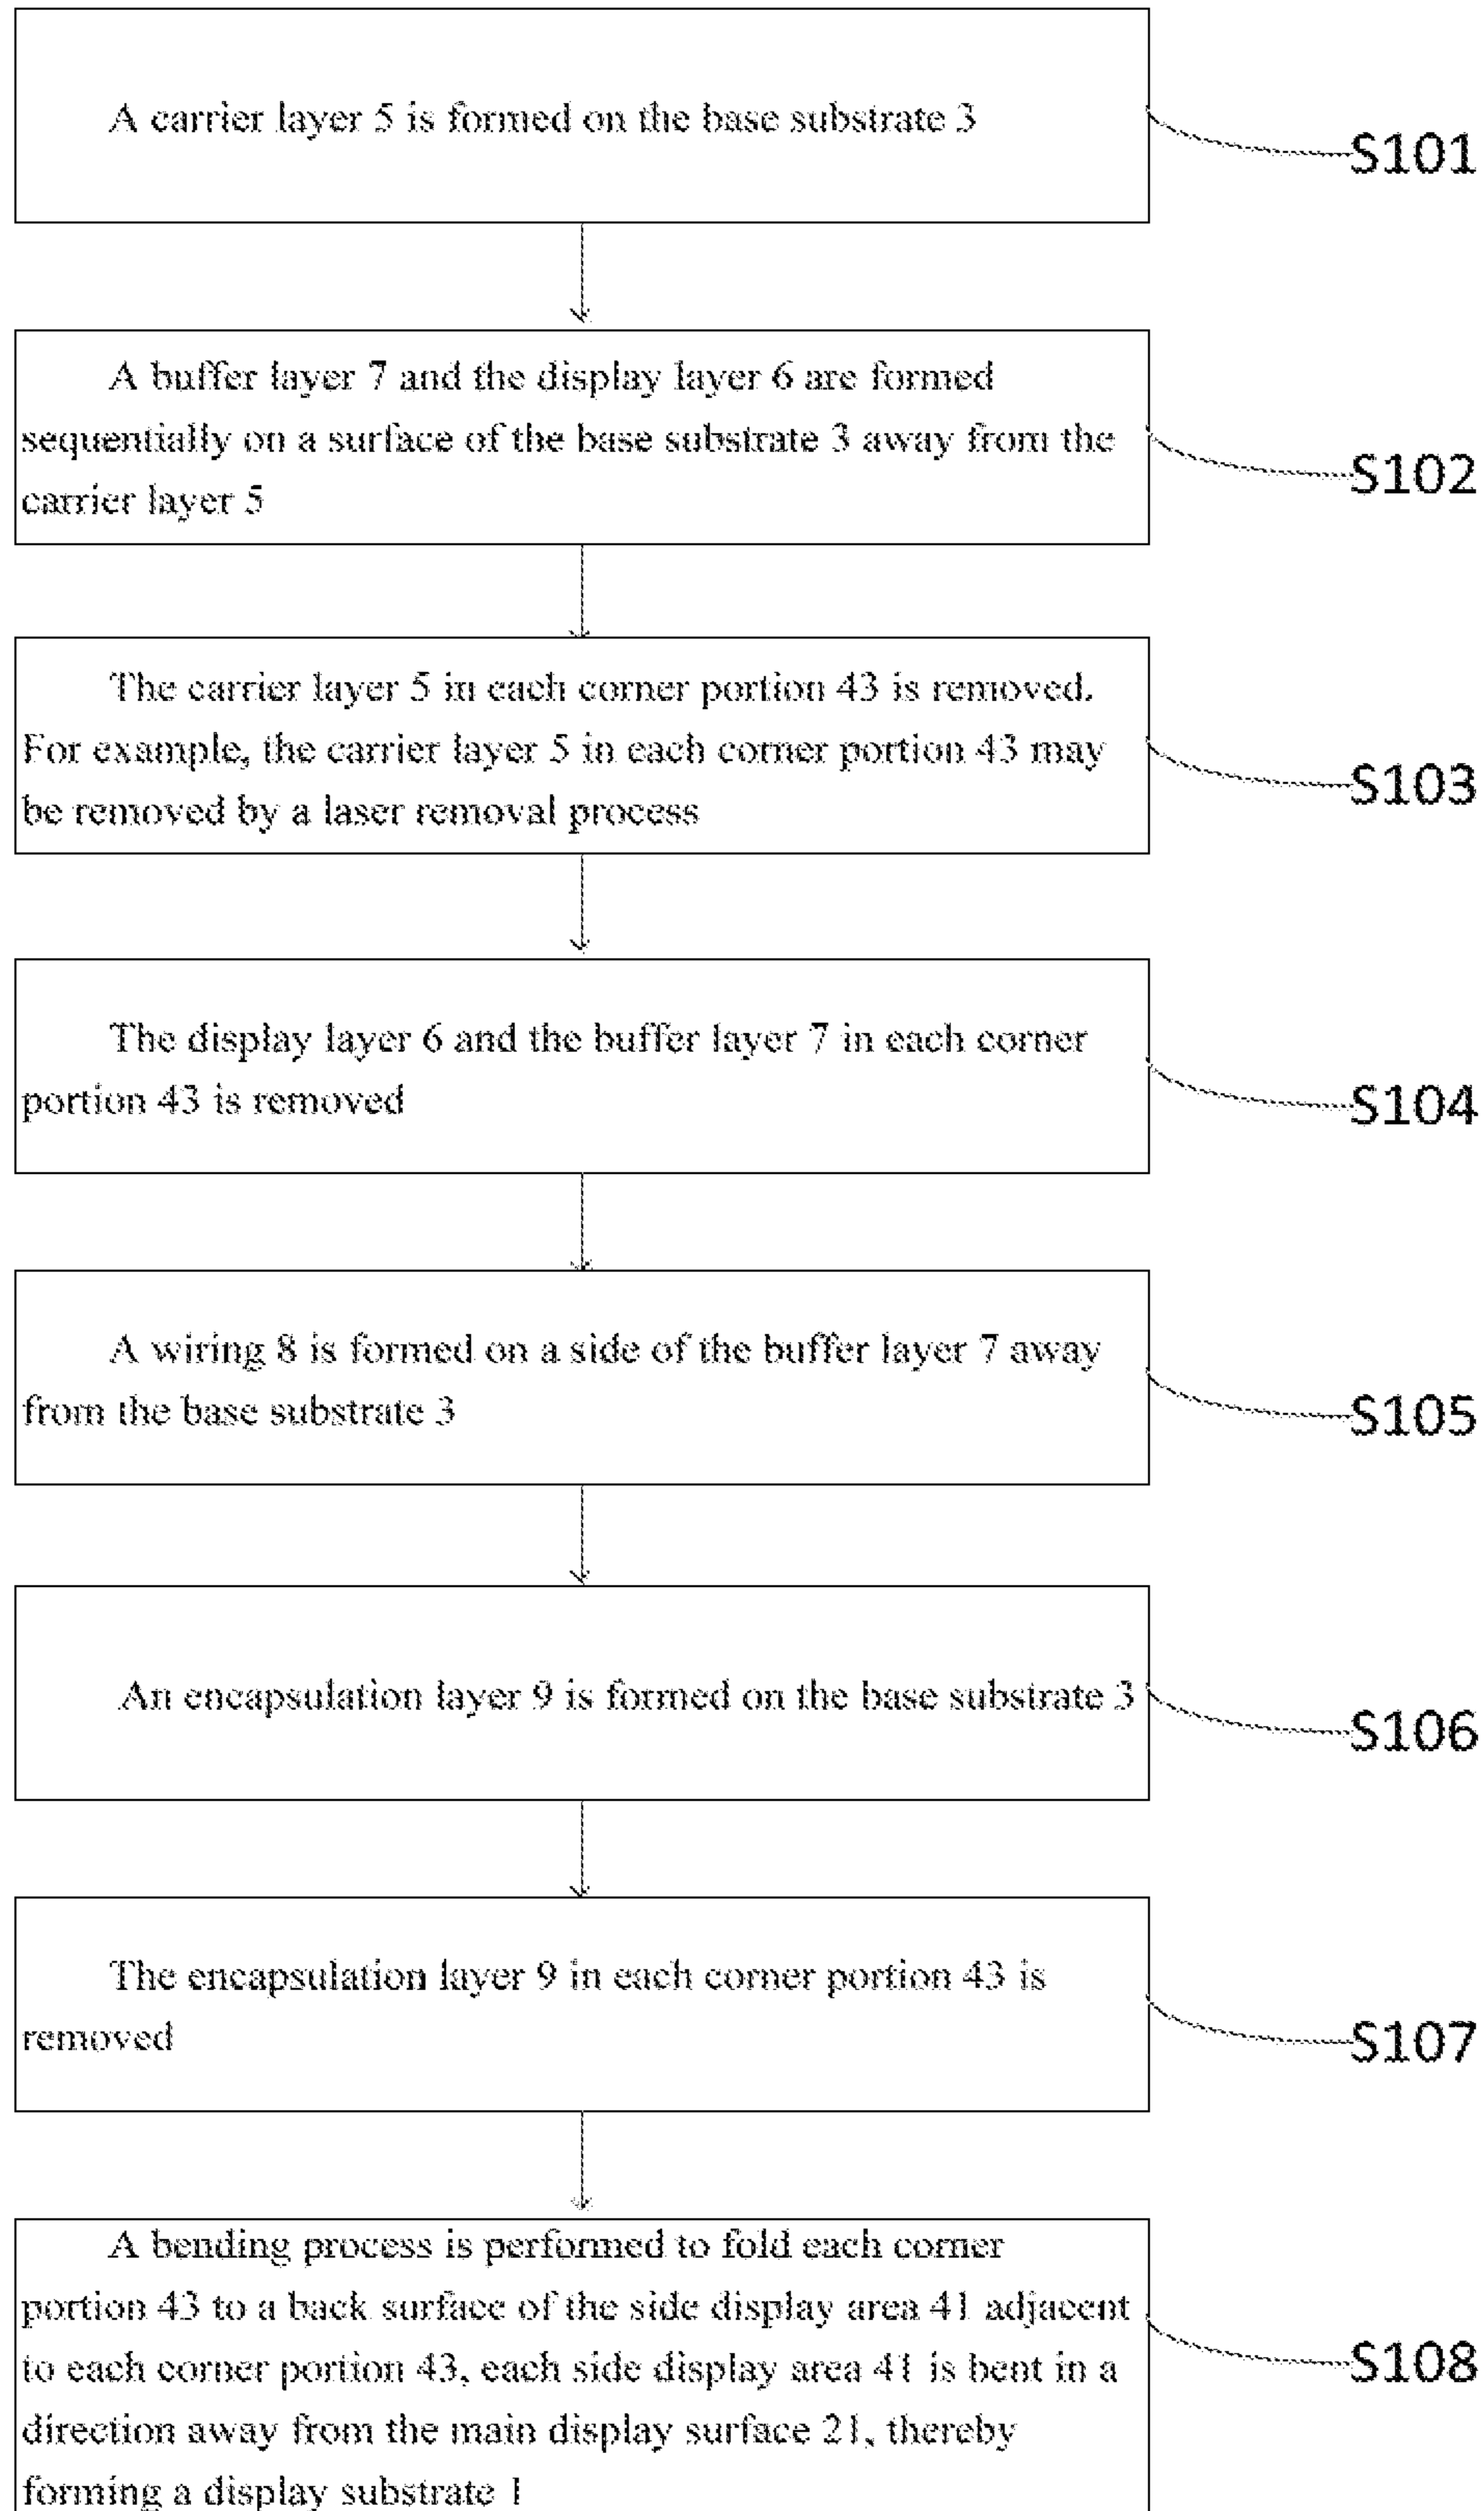 A carrier layer 5 is formed on the base substrate 3
S101
A buffer layer 7 and the display layer 6 are formed
sequentially on a surface of the base substrate 3 away from the
carrier layer 5
S102
The carrier layer 5 in each corner portion 43 is removed.
For example, the carrier layer 5 in each corner portion 43 may
be removed by a laser removal process
S103
The display layer 6 and the buffer layer 7 in each corner
portion 43 is removed
S104
A wiring 8 is formed on a side of the buffer layer 7 away
from the base substrate 3
S105
An encapsulation layer 9 is formed on the base substrate 3
S106
The encapsulation layer 9 in each corner portion 43 is
removed
S107
A bending process is performed to fold each corner
portion 43 to a back surface of the side display area 41 adjacent
to each corner portion 43, each side display area 41 is bent in a
direction away from the main display surface 21, thereby
forming a display substrate 1
S108